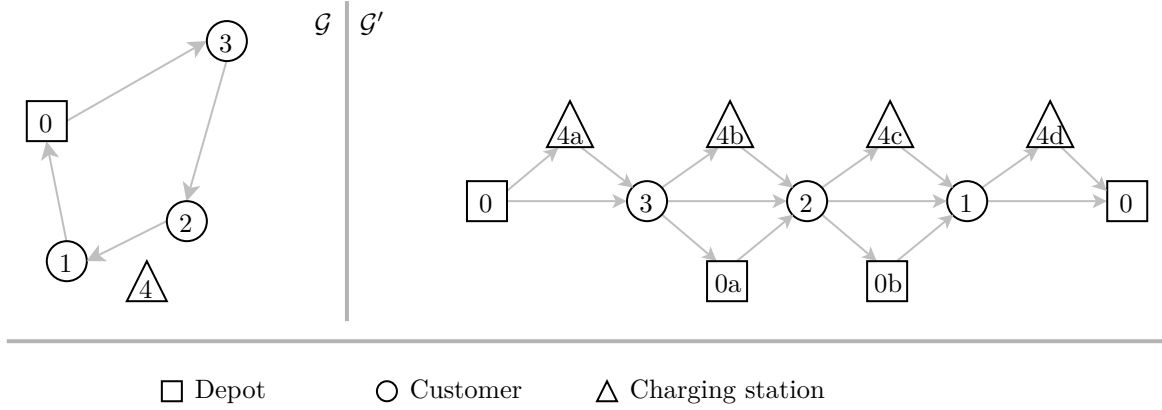 𝒢 𝒢′
3
0
2
1
4
4a 4b 4c 4d
0 3 2 1 0
0a 0b
Depot Customer Charging station